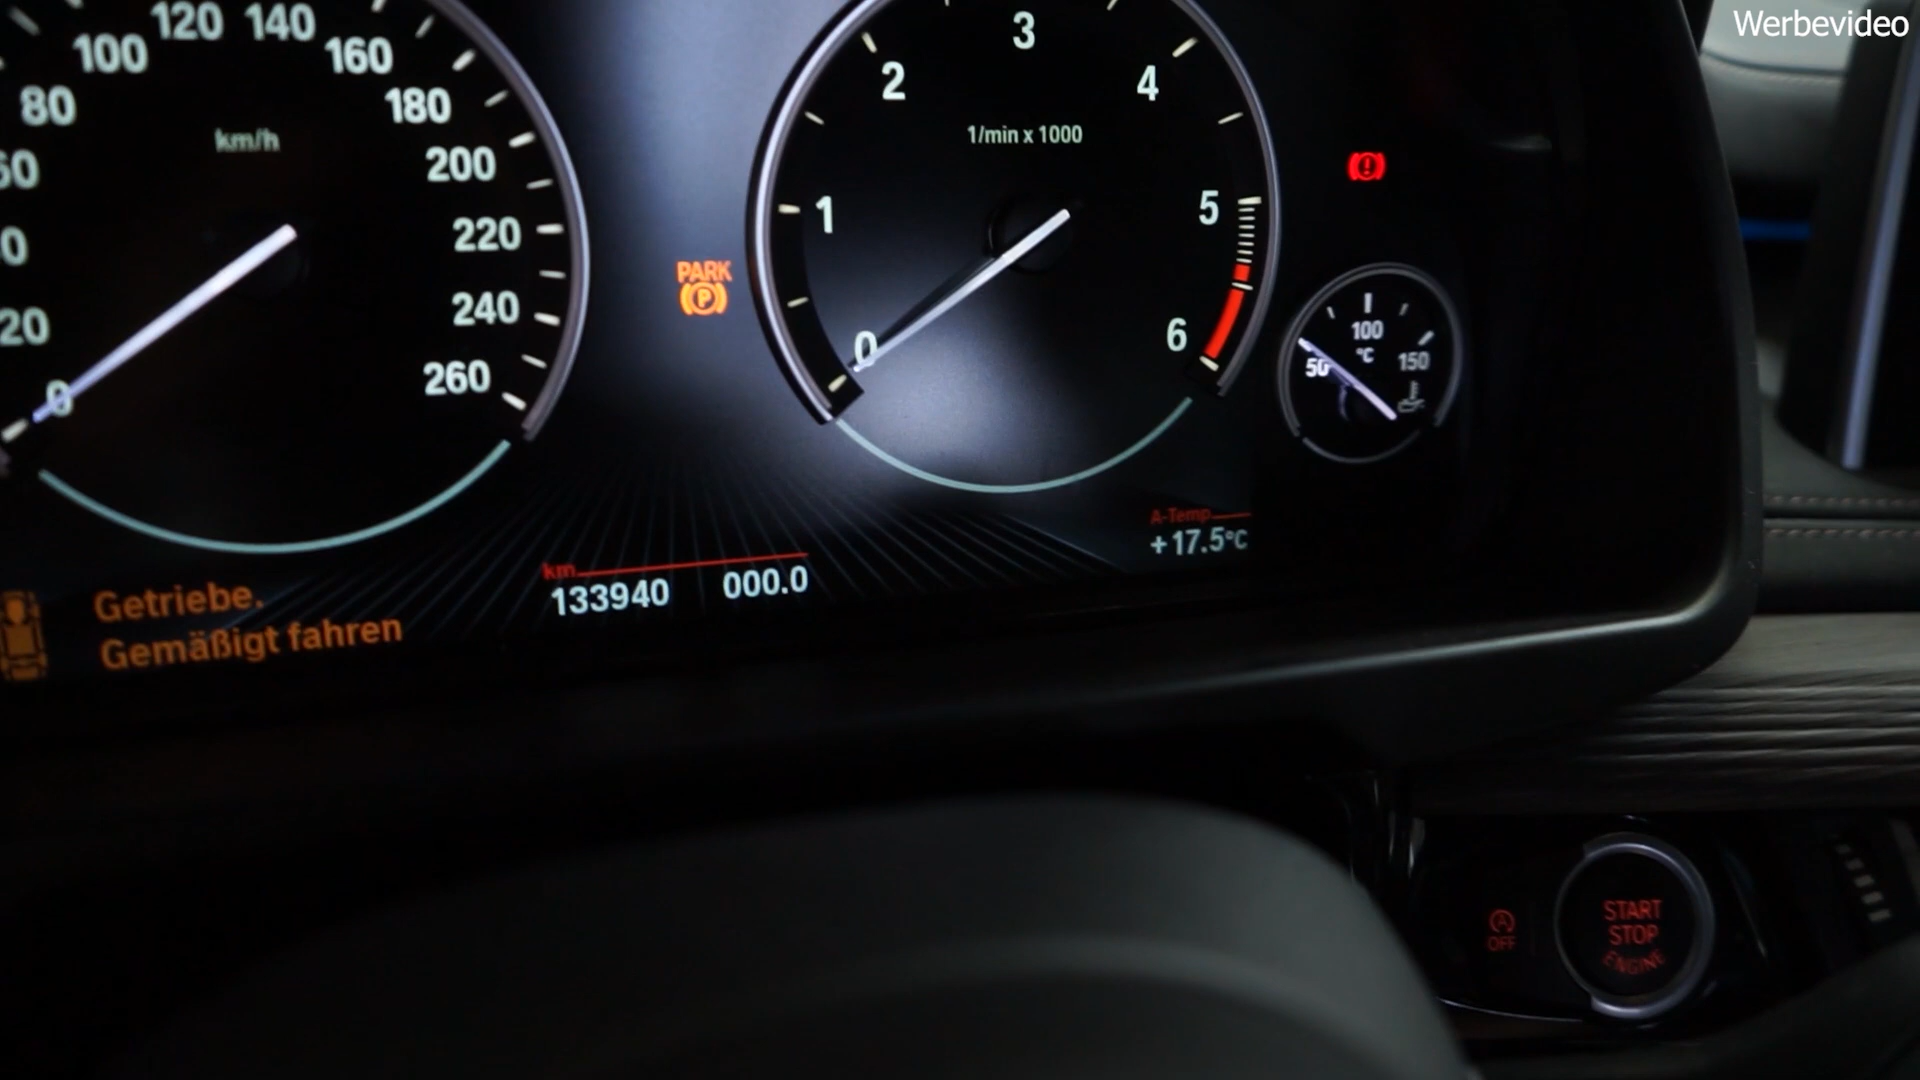 Werbevideo
80
100
120
140
160
180
200
220
240
260
20
0
km/h
0
1
2
3
4
5
6
1/min x 1000
PARK
P
50
100
150
°C
A-Temp
+17.5°C
km
133940 000.0
Getriebe.
Gemäßigt fahren
A
OFF
START
STOP
ENGINE